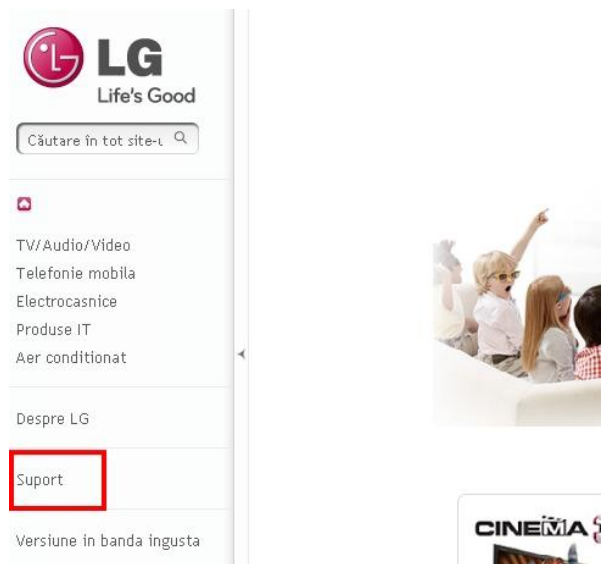 LG
Life's Good
Căutare în tot site-u
TV/Audio/Video
Telefonie mobila
Electrocasnice
Produse IT
Aer conditionat
Despre LG
Suport
Versiune in banda ingusta
CINEMA 3